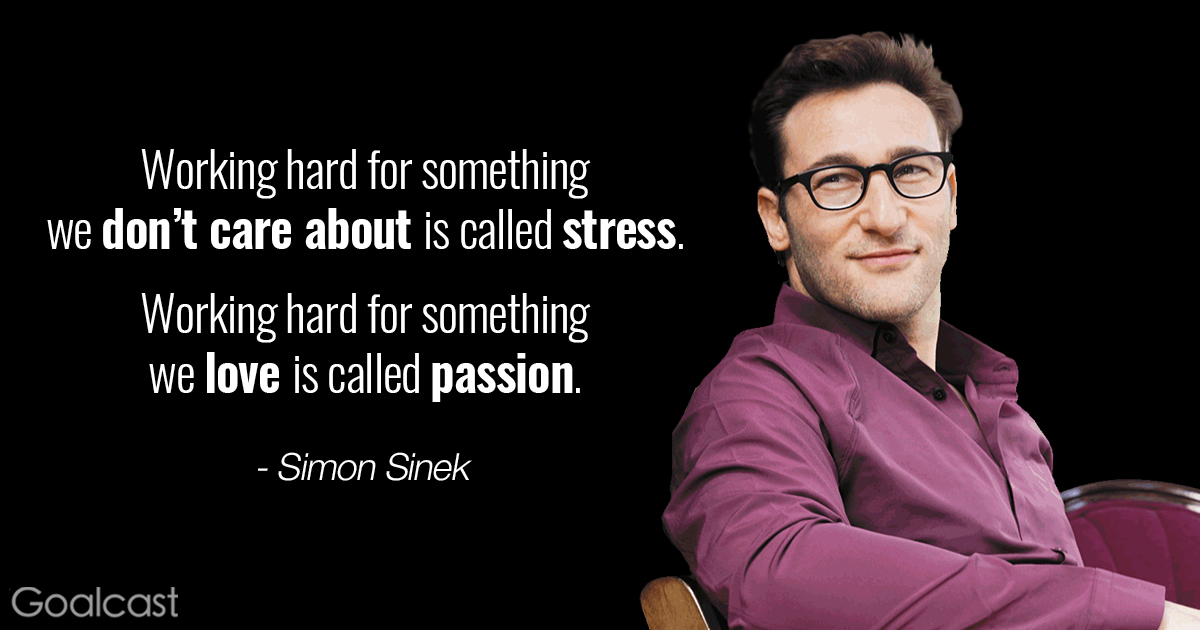 Working hard for something
we don’t care about is called stress.
Working hard for something
we love is called passion.
- Simon Sinek
Goalcast